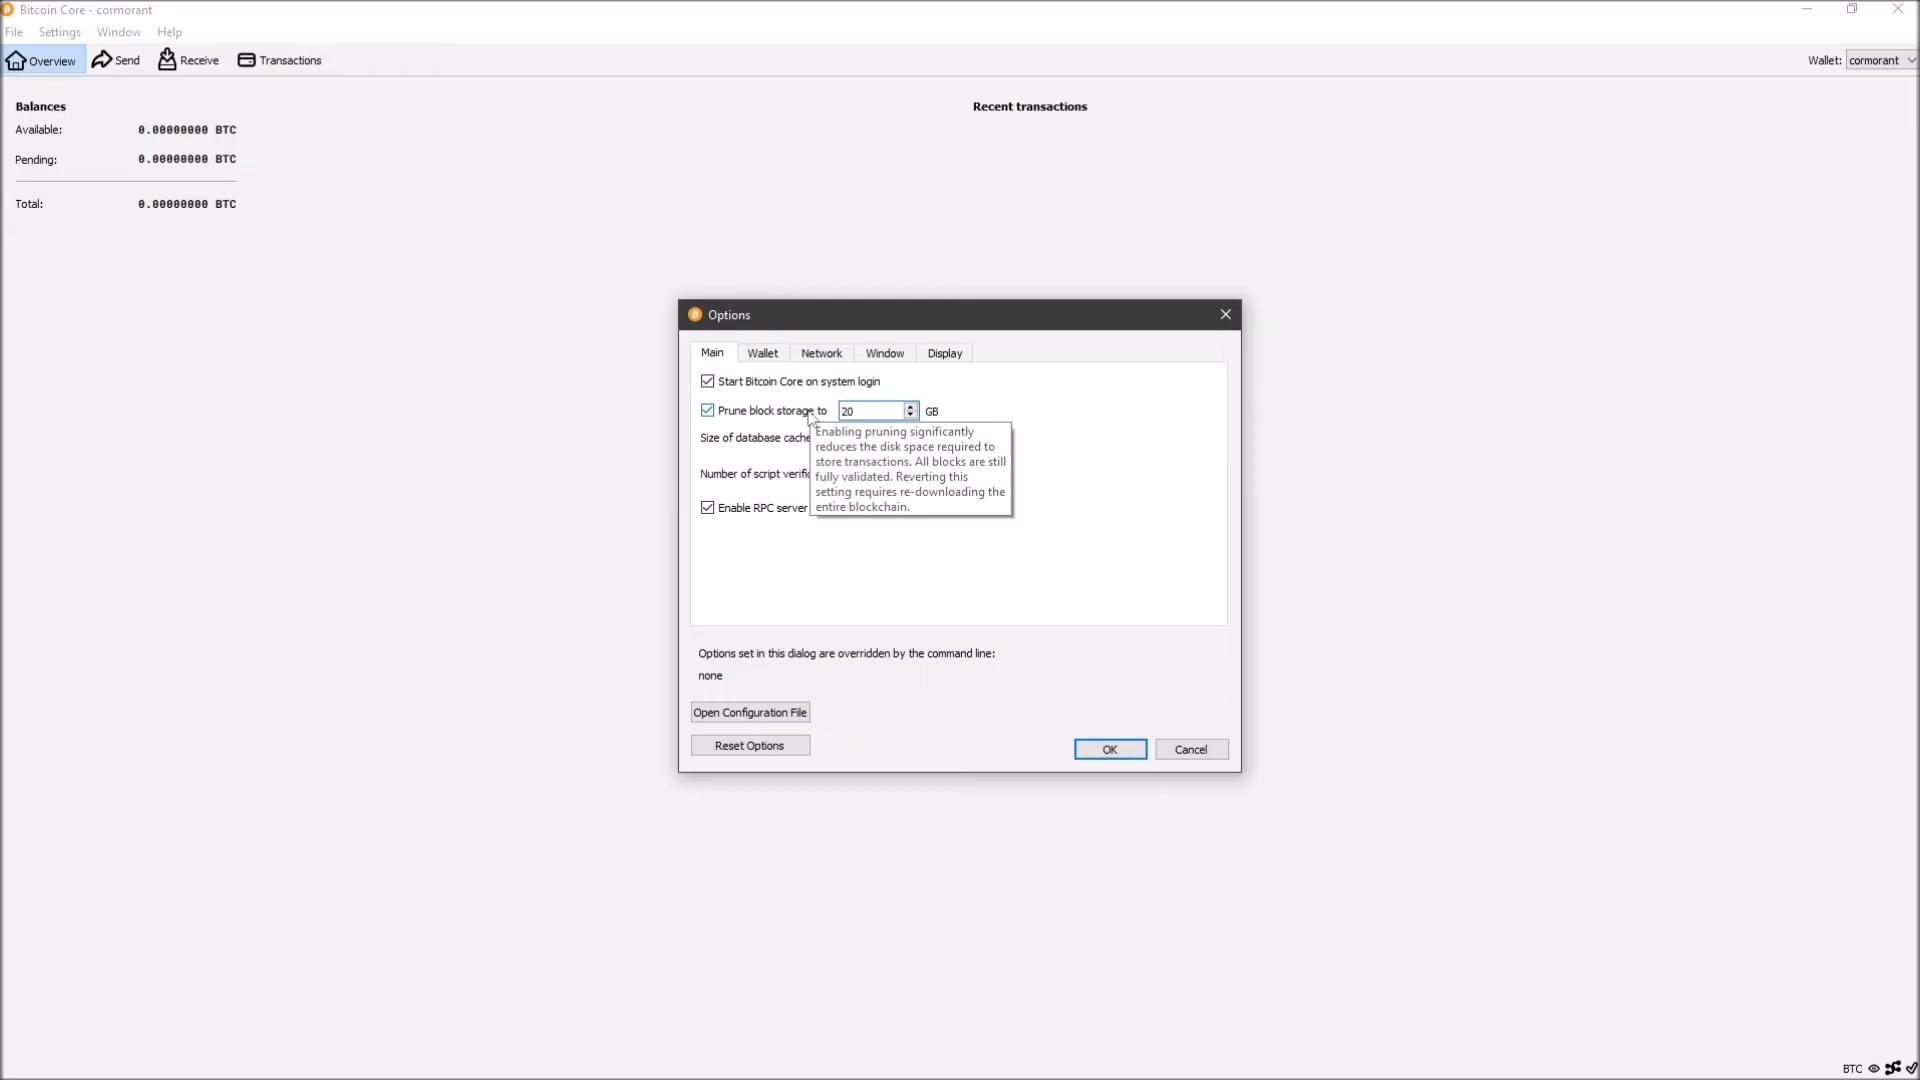 Bitcoin Core - cormorant
File Settings Window Help
Overview Send Receive Transactions Wallet: cormorant
Balances Recent transactions
Available: 0.00000000 BTC
Pending: 0.00000000 BTC
Total: 0.00000000 BTC
Options
Main Wallet Network Window Display
Start Bitcoin Core on system login
Prune block storage to 20 GB
Size of database cache
Number of script verific
Enable RPC server
Enabling pruning significantly
reduces the disk space required to
store transactions. All blocks are still
fully validated. Reverting this
setting requires re-downloading the
entire blockchain.
Options set in this dialog are overridden by the command line:
none
Open Configuration File
Reset Options
OK Cancel
BTC